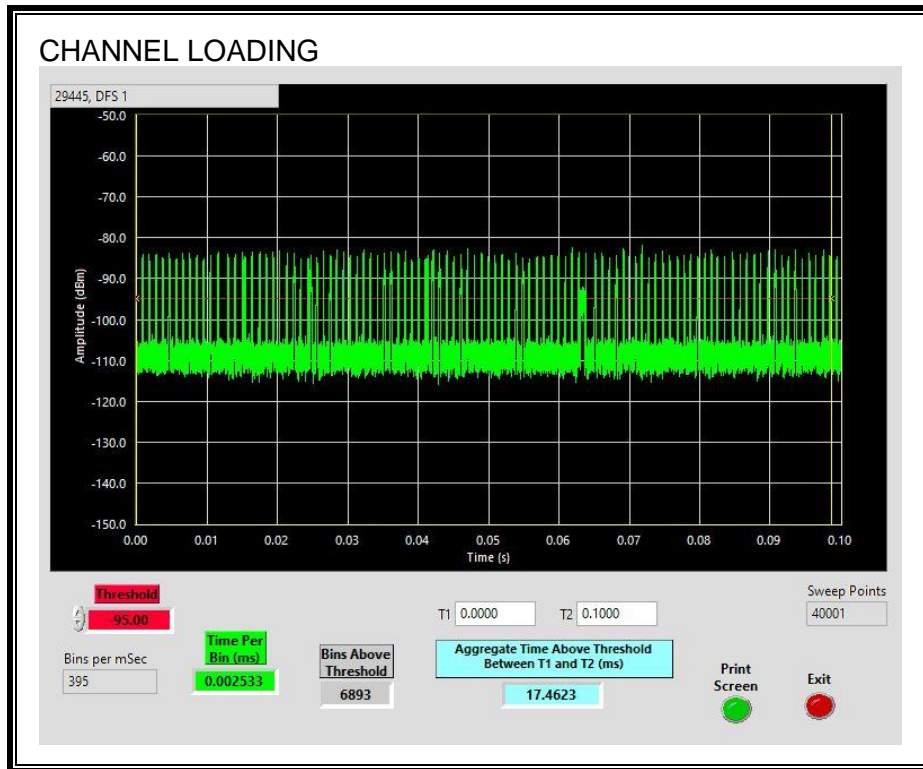 CHANNEL LOADING
29445, DFS 1
-50.0
-60.0
-70.0
-80.0
-90.0
-100.0
-110.0
-120.0
-130.0
-140.0
-150.0
Amplitude (dBm)
0.00 0.01 0.02 0.03 0.04 0.05 0.06 0.07 0.08 0.09 0.10
Time (s)
Threshold
-95.00
Bins per mSec
395
Time Per
Bin (ms)
0.002533
Bins Above
Threshold
6893
T1 0.0000 T2 0.1000
Aggregate Time Above Threshold
Between T1 and T2 (ms)
17.4623
Sweep Points
40001
Print
Screen
Exit